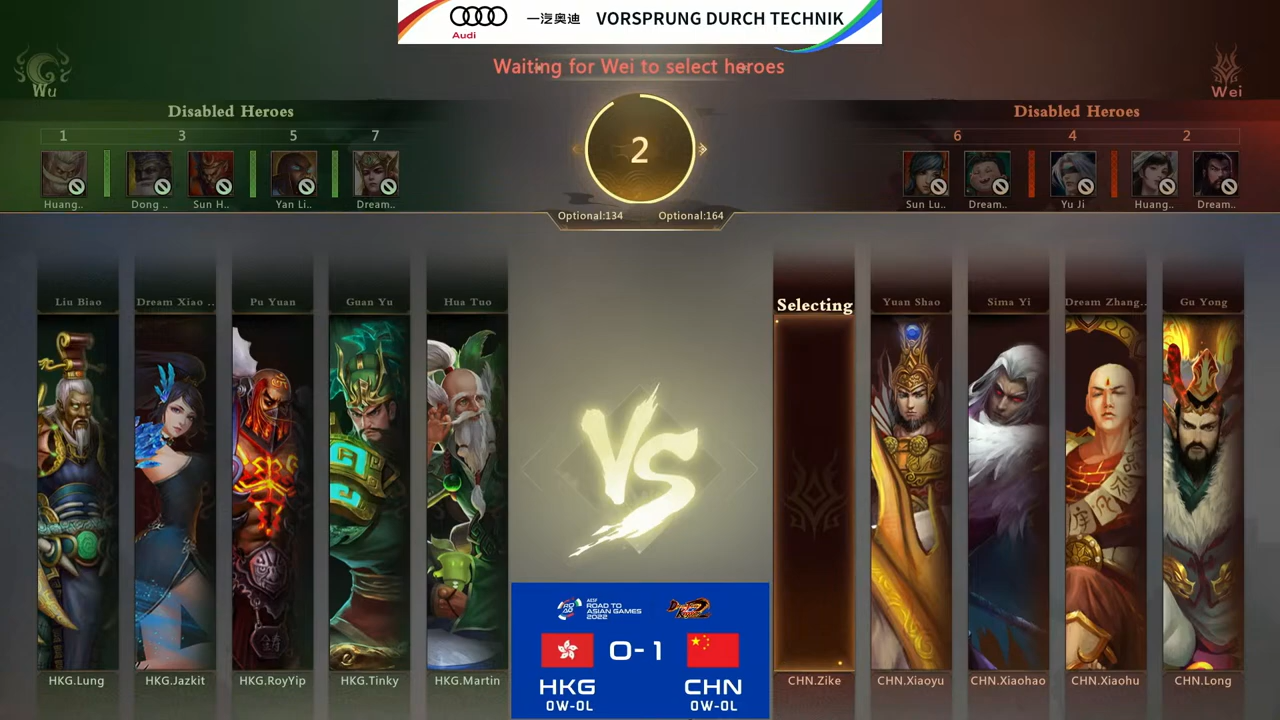 Audi
一汽奥迪
VORSPRUNG DURCH TECHNIK
Waiting for Wei to select heroes
Wu
Wei
Disabled Heroes
1 3 5 7
Huang..
Dong ..
Sun H..
Yan Li..
Dream..
2
Optional:134
Optional:164
Disabled Heroes
6 4 2
Sun Lu..
Dream..
Yu Ji
Huang..
Dream..
Liu Biao
Dream Xiao ..
Pu Yuan
Guan Yu
Hua Tuo
Selecting
Yuan Shao
Sima Yi
Dream Zhang..
Gu Yong
VS
HKG.Lung
HKG.Jazkit
HKG.RoyYip
HKG.Tinky
HKG.Martin
CHN.Zike
CHN.Xiaoyu
CHN.Xiaohao
CHN.Xiaohu
CHN.Long
AESF
ROAD TO
ASIAN GAMES
2022
0 - 1
HKG
CHN
0W-0L
0W-0L